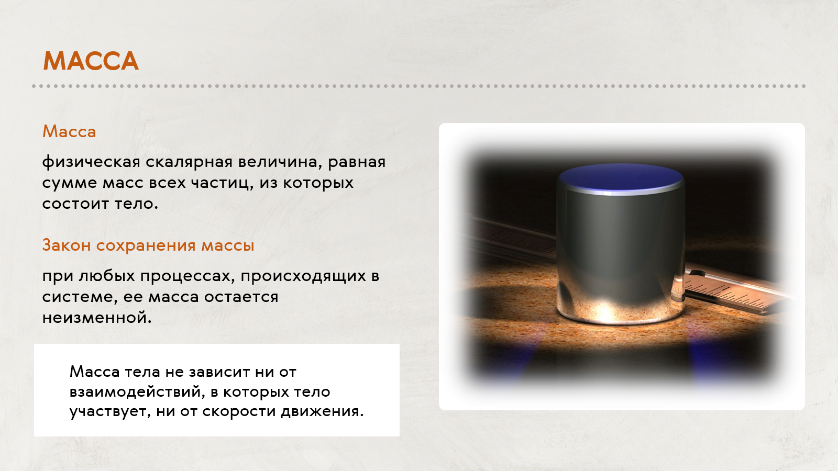 МАССА
Масса
физическая скалярная величина, равная
сумме масс всех частиц, из которых
состоит тело.
Закон сохранения массы
при любых процессах, происходящих в
системе, ее масса остается
неизменной.
Масса тела не зависит ни от
взаимодействий, в которых тело
участвует, ни от скорости движения.